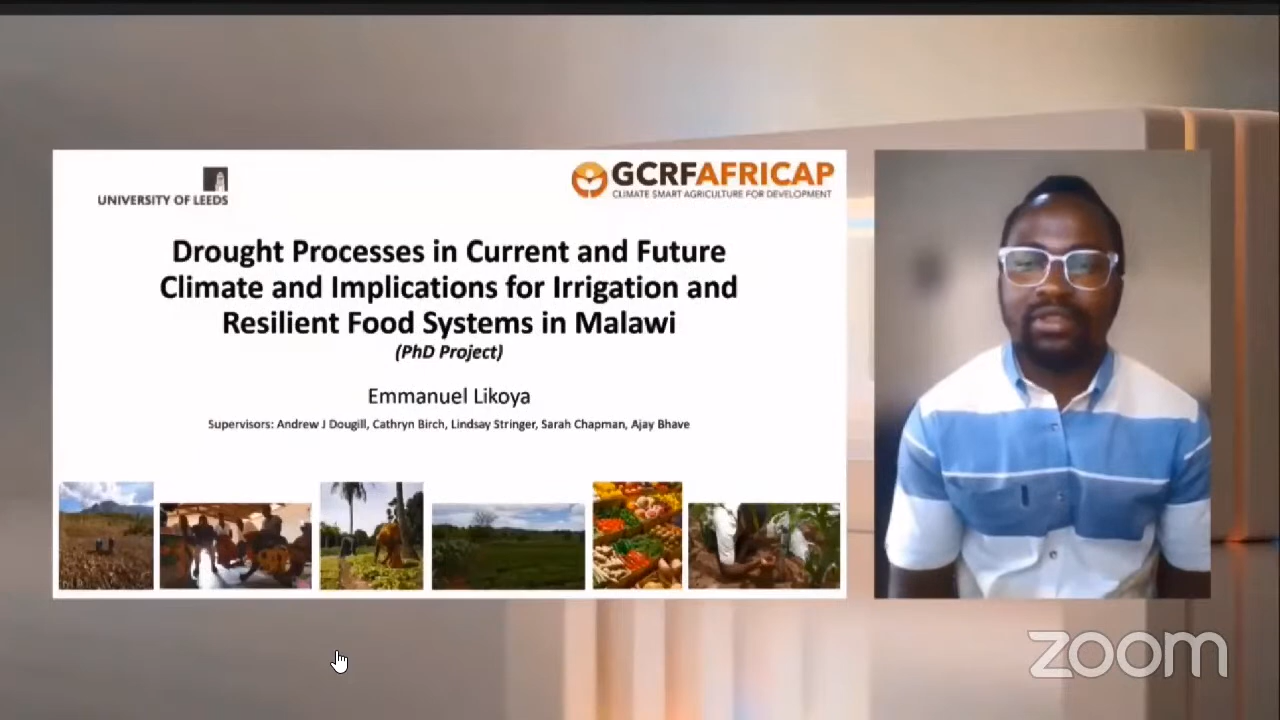 UNIVERSITY OF LEEDS
GCRFAFRICAP
CLIMATE SMART AGRICULTURE FOR DEVELOPMENT
Drought Processes in Current and Future
Climate and Implications for Irrigation and
Resilient Food Systems in Malawi
(PhD Project)
Emmanuel Likoya
Supervisors: Andrew J Dougill, Cathryn Birch, Lindsay Stringer, Sarah Chapman, Ajay Bhave
zoom